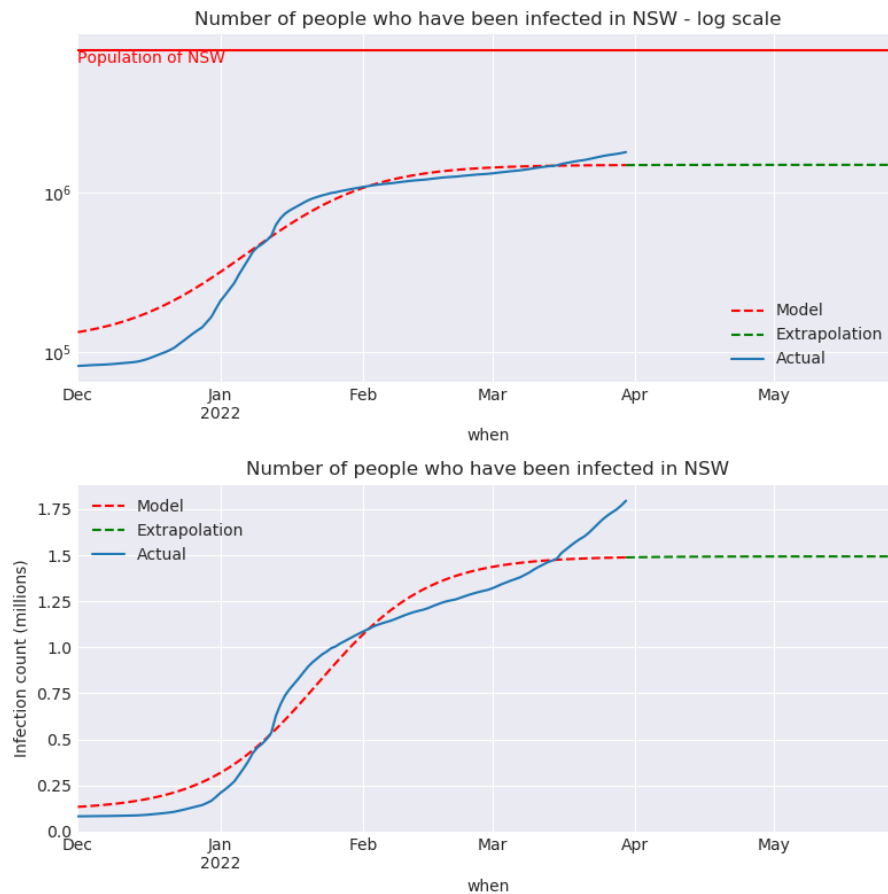 Number of people who have been infected in NSW - log scale
Population of NSW
10⁶
10⁵
Model
Extrapolation
Actual
Dec Jan Feb Mar Apr May
2022
when
Number of people who have been infected in NSW
Model
Extrapolation
Actual
Infection count (millions)
1.75
1.5
1.25
1.0
0.75
0.5
0.25
0.0
Dec Jan Feb Mar Apr May
2022
when